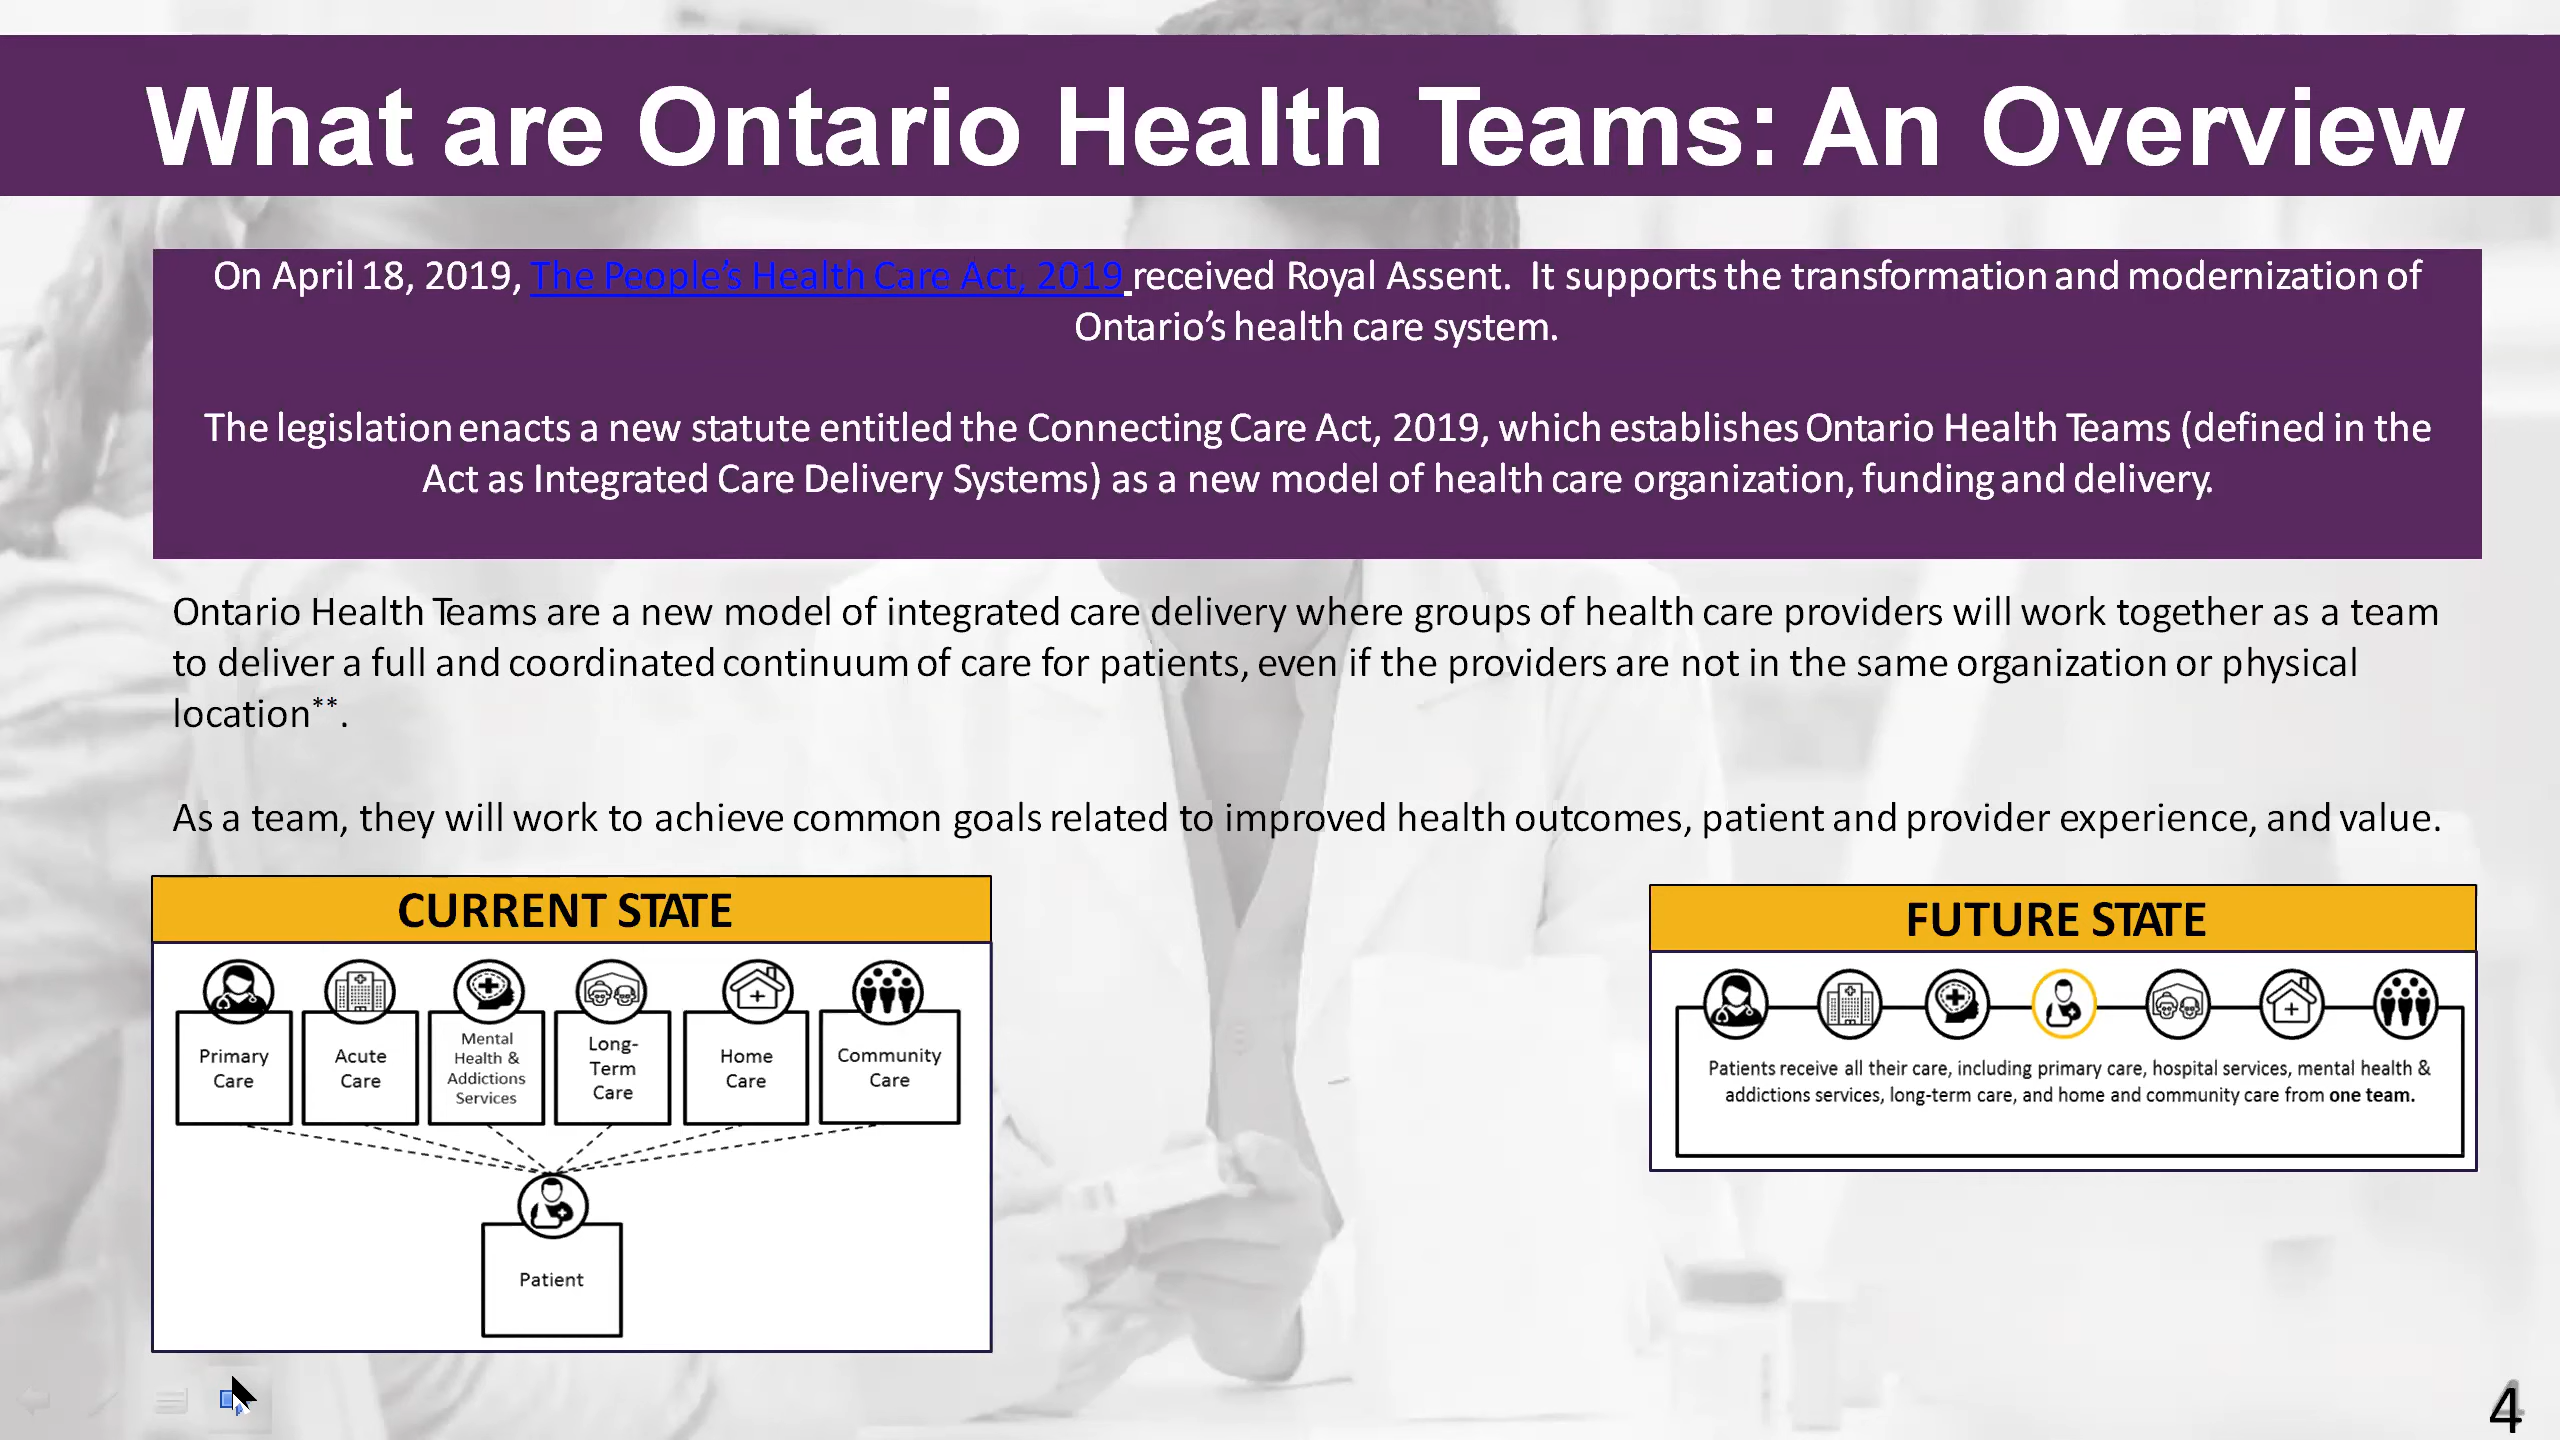 What are Ontario Health Teams: An Overview
On April 18, 2019, The People’s Health Care Act, 2019 received Royal Assent.  It supports the transformation and modernization of
Ontario’s health care system.
The legislation enacts a new statute entitled the Connecting Care Act, 2019, which establishes Ontario Health Teams (defined in the
Act as Integrated Care Delivery Systems) as a new model of health care organization, funding and delivery.
Ontario Health Teams are a new model of integrated care delivery where groups of health care providers will work together as a team
to deliver a full and coordinated continuum of care for patients, even if the providers are not in the same organization or physical
location**.
As a team, they will work to achieve common goals related to improved health outcomes, patient and provider experience, and value.
CURRENT STATE
Primary
Care
Acute
Care
Mental
Health &
Addictions
Services
Long-
Term
Care
Home
Care
Community
Care
Patient
FUTURE STATE
Patients receive all their care, including primary care, hospital services, mental health &
addictions services, long-term care, and home and community care from one team.
4